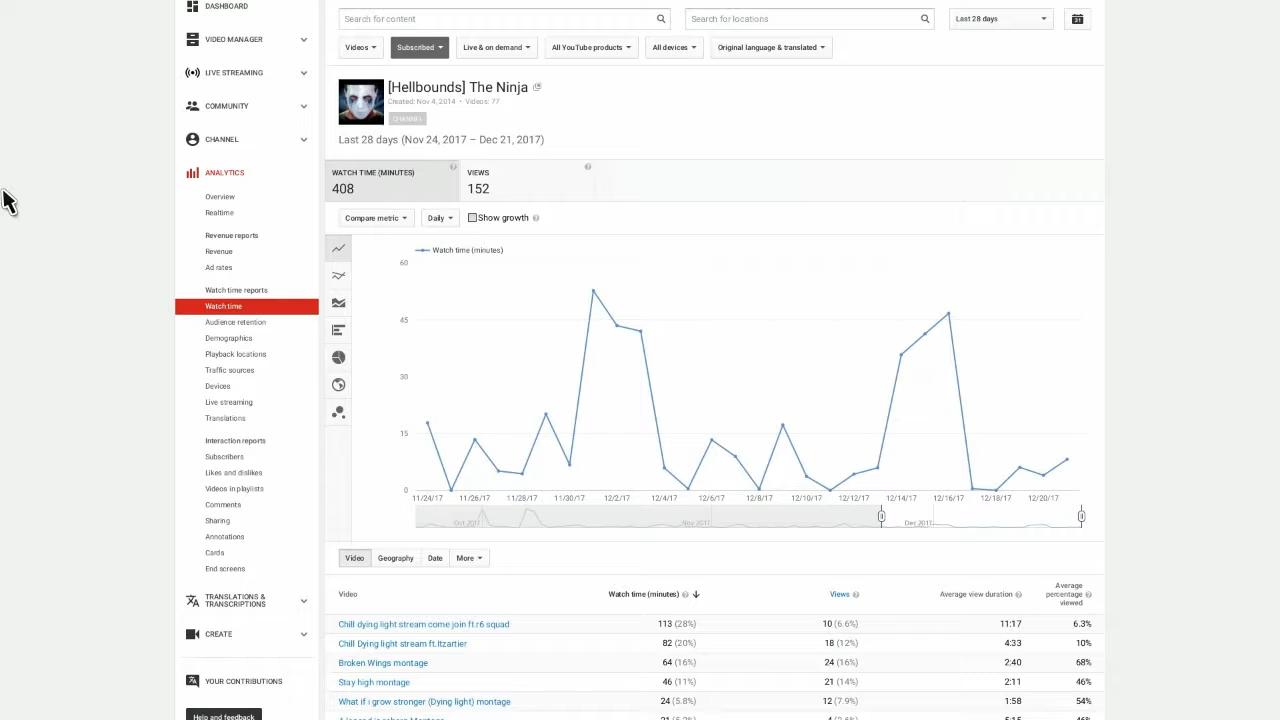 DASHBOARD
VIDEO MANAGER
LIVE STREAMING
COMMUNITY
CHANNEL
ANALYTICS
Overview
Realtime
Revenue reports
Revenue
Ad rates
Watch time reports
Watch time
Audience retention
Demographics
Playback locations
Traffic sources
Devices
Live streaming
Translations
Interaction reports
Subscribers
Likes and dislikes
Videos in playlists
Comments
Sharing
Annotations
Cards
End screens
TRANSLATIONS &
TRANSCRIPTIONS
CREATE
YOUR CONTRIBUTIONS
Help and feedback
Search for content
Search for locations
Last 28 days
31
Videos
Subscribed
Live & on demand
All YouTube products
All devices
Original language & translated
[Hellbounds] The Ninja
Created: Nov 4, 2014 • Videos: 77
CHANNEL
Last 28 days (Nov 24, 2017 – Dec 21, 2017)
WATCH TIME (MINUTES)
408
VIEWS
152
Compare metric
Daily
Show growth
Watch time (minutes)
60
45
30
15
0
11/24/17 11/26/17 11/28/17 11/30/17 12/2/17 12/4/17 12/6/17 12/8/17 12/10/17 12/12/17 12/14/17 12/16/17 12/18/17 12/20/17
Oct 2017 Nov 2017 Dec 2017
Video Geography Date More
Video Watch time (minutes) Views Average view duration Average percentage viewed
Chill dying light stream come join ft.r6 squad 113 (28%) 10 (6.6%) 11:17 6.3%
Chill Dying light stream ft.Itzartier 82 (20%) 18 (12%) 4:33 10%
Broken Wings montage 64 (16%) 24 (16%) 2:40 68%
Stay high montage 46 (11%) 21 (14%) 2:11 46%
What if i grow stronger (Dying light) montage 24 (5.8%) 12 (7.9%) 1:58 54%